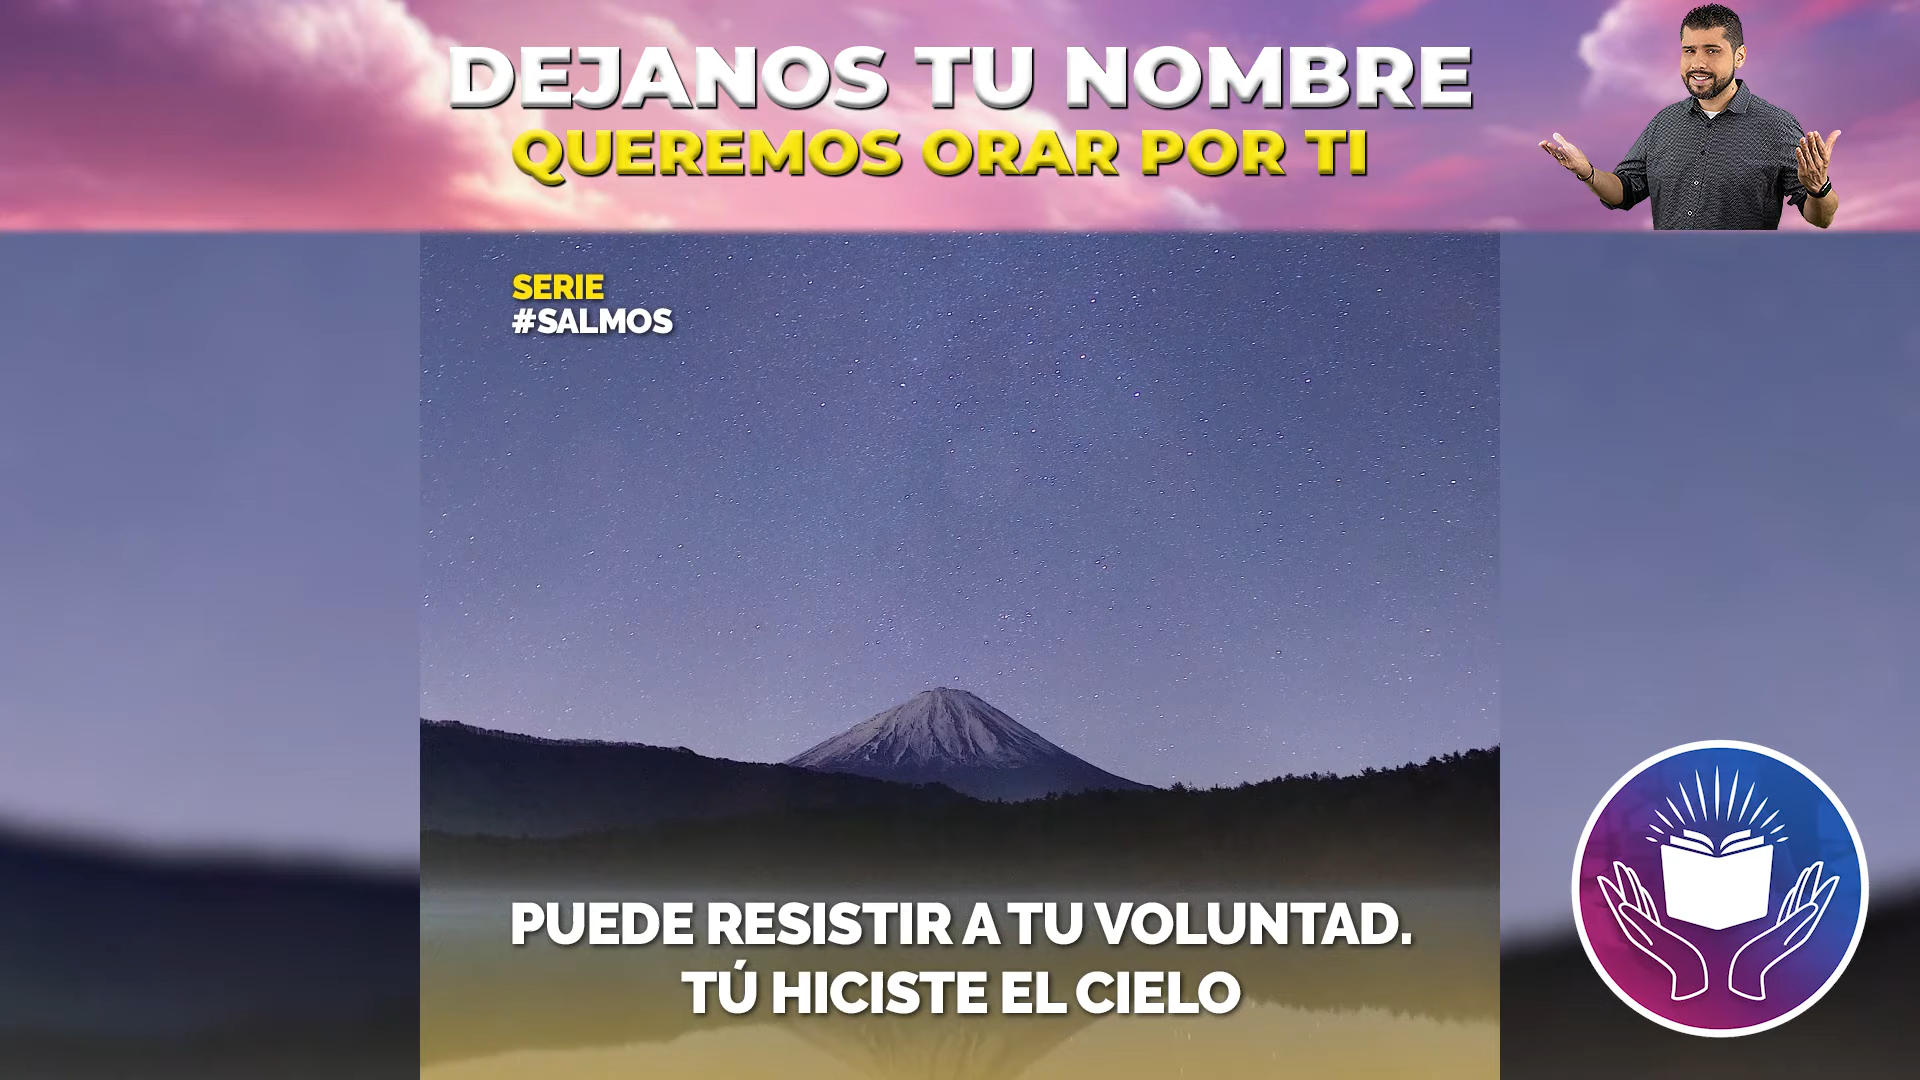 DEJANOS TU NOMBRE
QUEREMOS ORAR POR TI
SERIE
#SALMOS
PUEDE RESISTIR A TU VOLUNTAD.
TÚ HICISTE EL CIELO